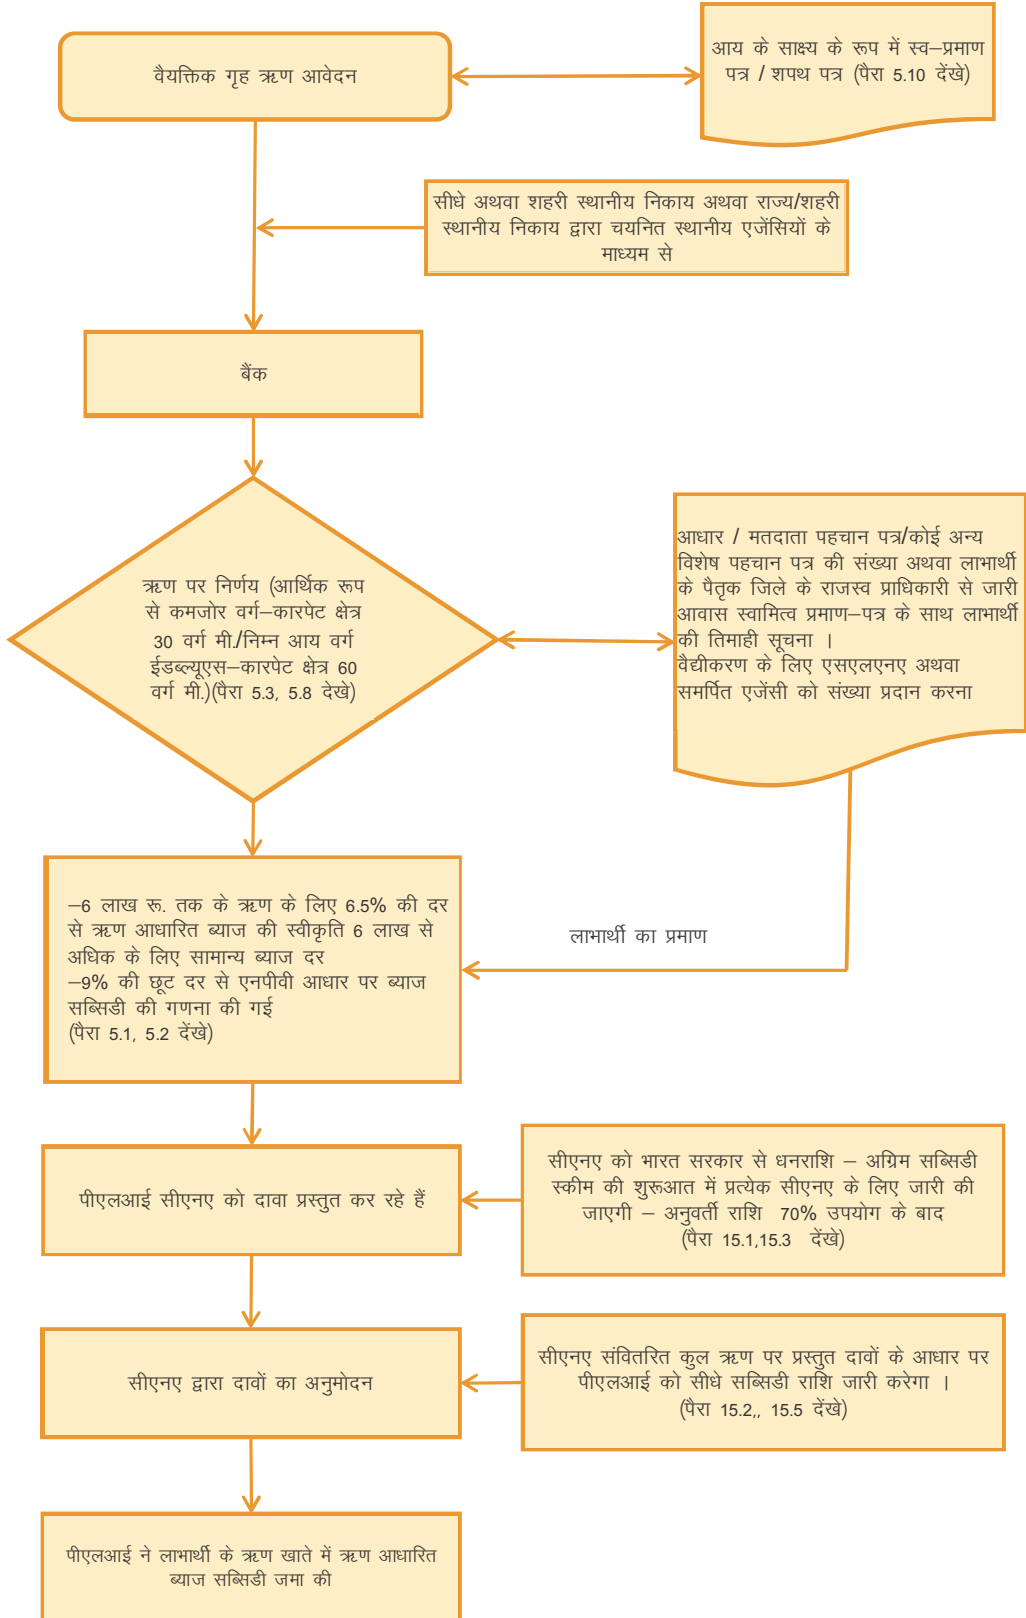 वैयक्तिक गृह ऋण आवेदन
आय के साक्ष्य के रूप में स्व–प्रमाण
पत्र / शपथ पत्र (पैरा 5.10 देंखे)
सीधे अथवा शहरी स्थानीय निकाय अथवा राज्य/शहरी
स्थानीय निकाय द्वारा चयनित स्थानीय एजेंसियों के
माध्यम से
बैंक
ऋण पर निर्णय (आर्थिक रूप
से कमजोर वर्ग–कारपेट क्षेत्र
30 वर्ग मी./निम्न आय वर्ग
ईडब्ल्यूएस–कारपेट क्षेत्र 60
वर्ग मी.)(पैरा 5.3, 5.8 देखे)
आधार / मतदाता पहचान पत्र/कोई अन्य
विशेष पहचान पत्र की संख्या अथवा लाभार्थी
के पैतृक जिले के राजस्व प्राधिकारी से जारी
आवास स्वामित्व प्रमाण–पत्र के साथ लाभार्थी
की तिमाही सूचना ।
वैद्यीकरण के लिए एसएलएनए अथवा
समर्पित एजेंसी को संख्या प्रदान करना
–6 लाख रू. तक के ऋण के लिए 6.5% की दर
से ऋण आधारित ब्याज की स्वीकृति 6 लाख से
अधिक के लिए सामान्य ब्याज दर
–9% की छूट दर से एनपीवी आधार पर ब्याज
सब्सिडी की गणना की गई
(पैरा 5.1, 5.2 देंखे)
लाभार्थी का प्रमाण
पीएलआई सीएनए को दावा प्रस्तुत कर रहे हैं
सीएनए को भारत सरकार से धनराशि – अग्रिम सब्सिडी
स्कीम की शुरूआत में प्रत्येक सीएनए के लिए जारी की
जाएगी – अनुवर्ती राशि 70% उपयोग के बाद
(पैरा 15.1,15.3 देंखे)
सीएनए द्वारा दावों का अनुमोदन
सीएनए संवितरित कुल ऋण पर प्रस्तुत दावों के आधार पर
पीएलआई को सीधे सब्सिडी राशि जारी करेगा ।
(पैरा 15.2,, 15.5 देंखे)
पीएलआई ने लाभार्थी के ऋण खाते में ऋण आधारित
ब्याज सब्सिडी जमा की